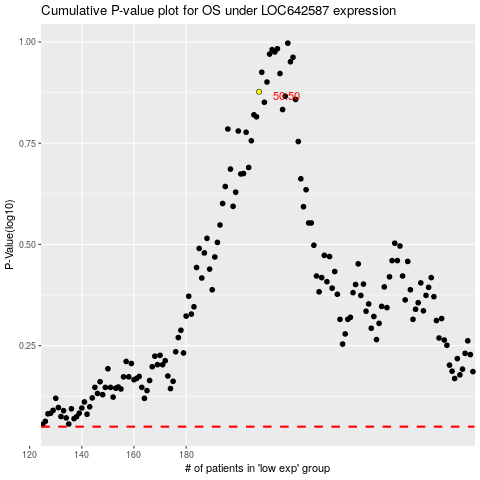 Cumulative P-value plot for OS under LOC642587 expression
1.00
0.75
0.50
0.25
P-Value(log10)
50-50
120 140 160 180
# of patients in 'low exp' group